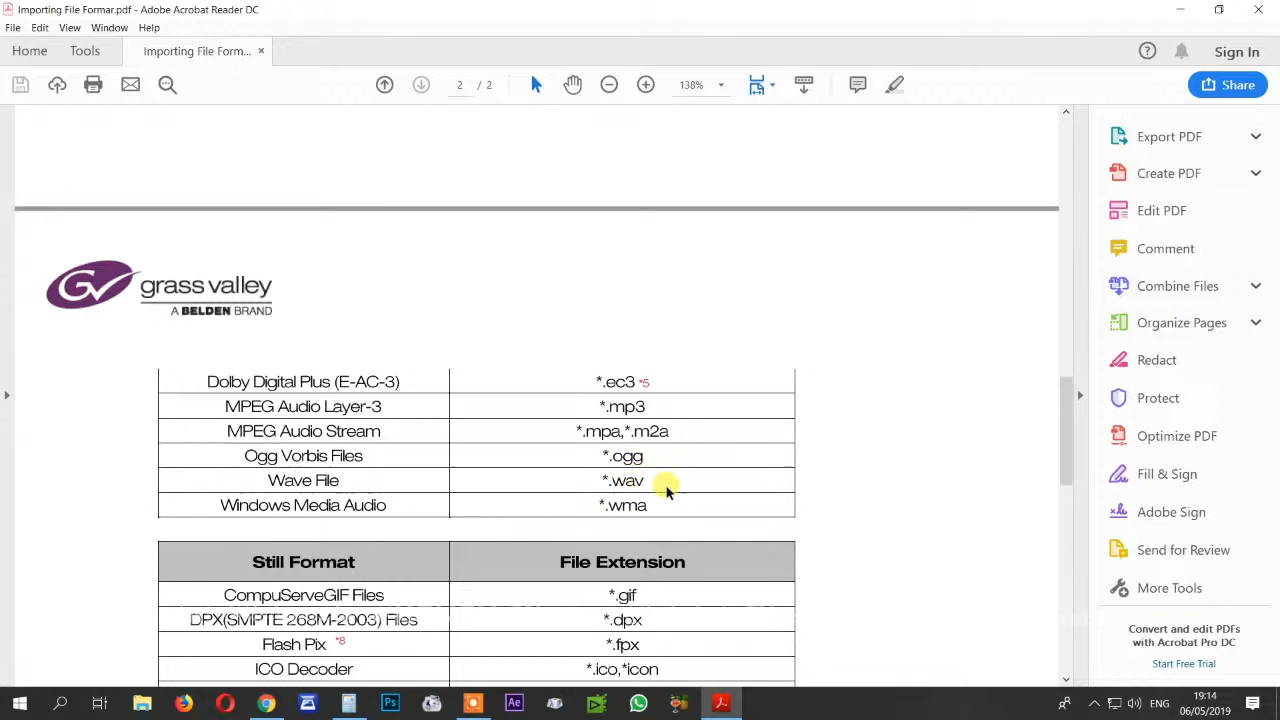 Importing File Formar.pdf - Adobe Acrobat Reader DC
File Edit View Window Help
Home Tools Importing File Form... × Sign In
2 / 2 138% Share
Export PDF
Create PDF
Edit PDF
Comment
Combine Files
Organize Pages
Redact
Protect
Optimize PDF
Fill & Sign
Adobe Sign
Send for Review
More Tools
Convert and edit PDFs
with Acrobat Pro DC
Start Free Trial
GV grass valley
A BELDEN BRAND
Dolby Digital Plus (E-AC-3) *.ec3 *5
MPEG Audio Layer-3 *.mp3
MPEG Audio Stream *.mpa,*.m2a
Ogg Vorbis Files *.ogg
Wave File *.wav
Windows Media Audio *.wma
Still Format File Extension
CompuServeGIF Files *.gif
DPX(SMPTE 268M-2003) Files *.dpx
Flash Pix *8 *.fpx
ICO Decoder *.ico,*icon
Ps Ae ENG 19:14
06/05/2019